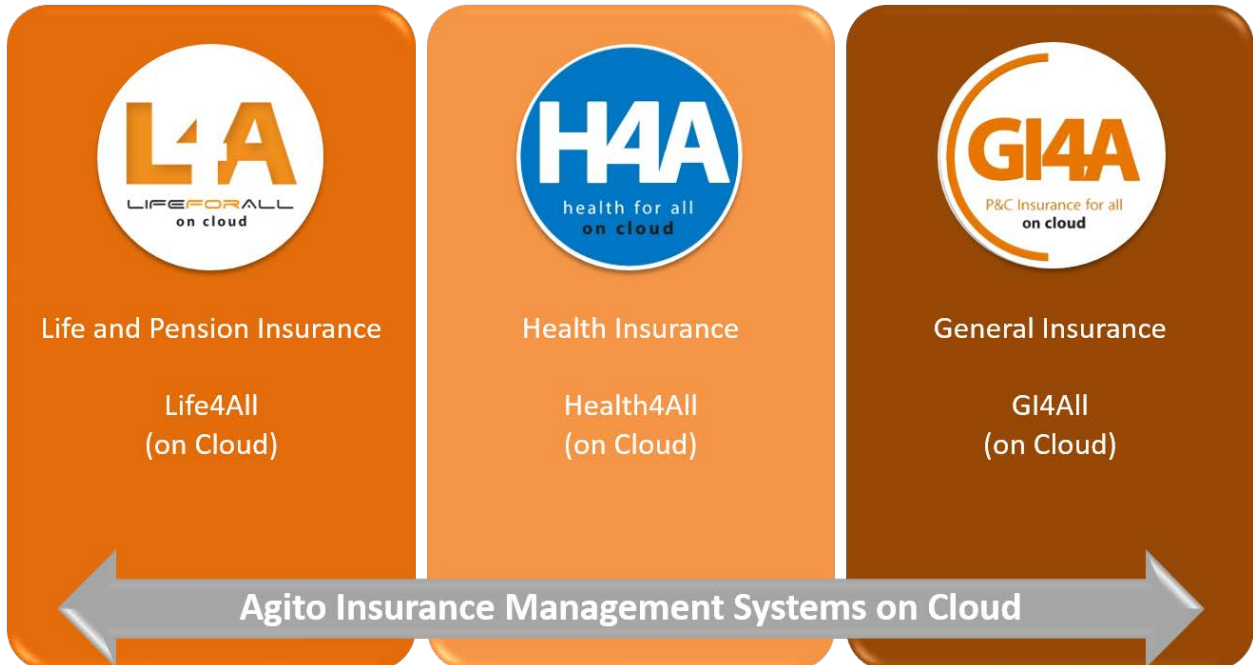 L4A
LIFEFORALL
on cloud
Life and Pension Insurance
Life4All
(on Cloud)
H4A
health for all
on cloud
Health Insurance
Health4All
(on Cloud)
GI4A
P&C Insurance for all
on cloud
General Insurance
GI4All
(on Cloud)
Agito Insurance Management Systems on Cloud